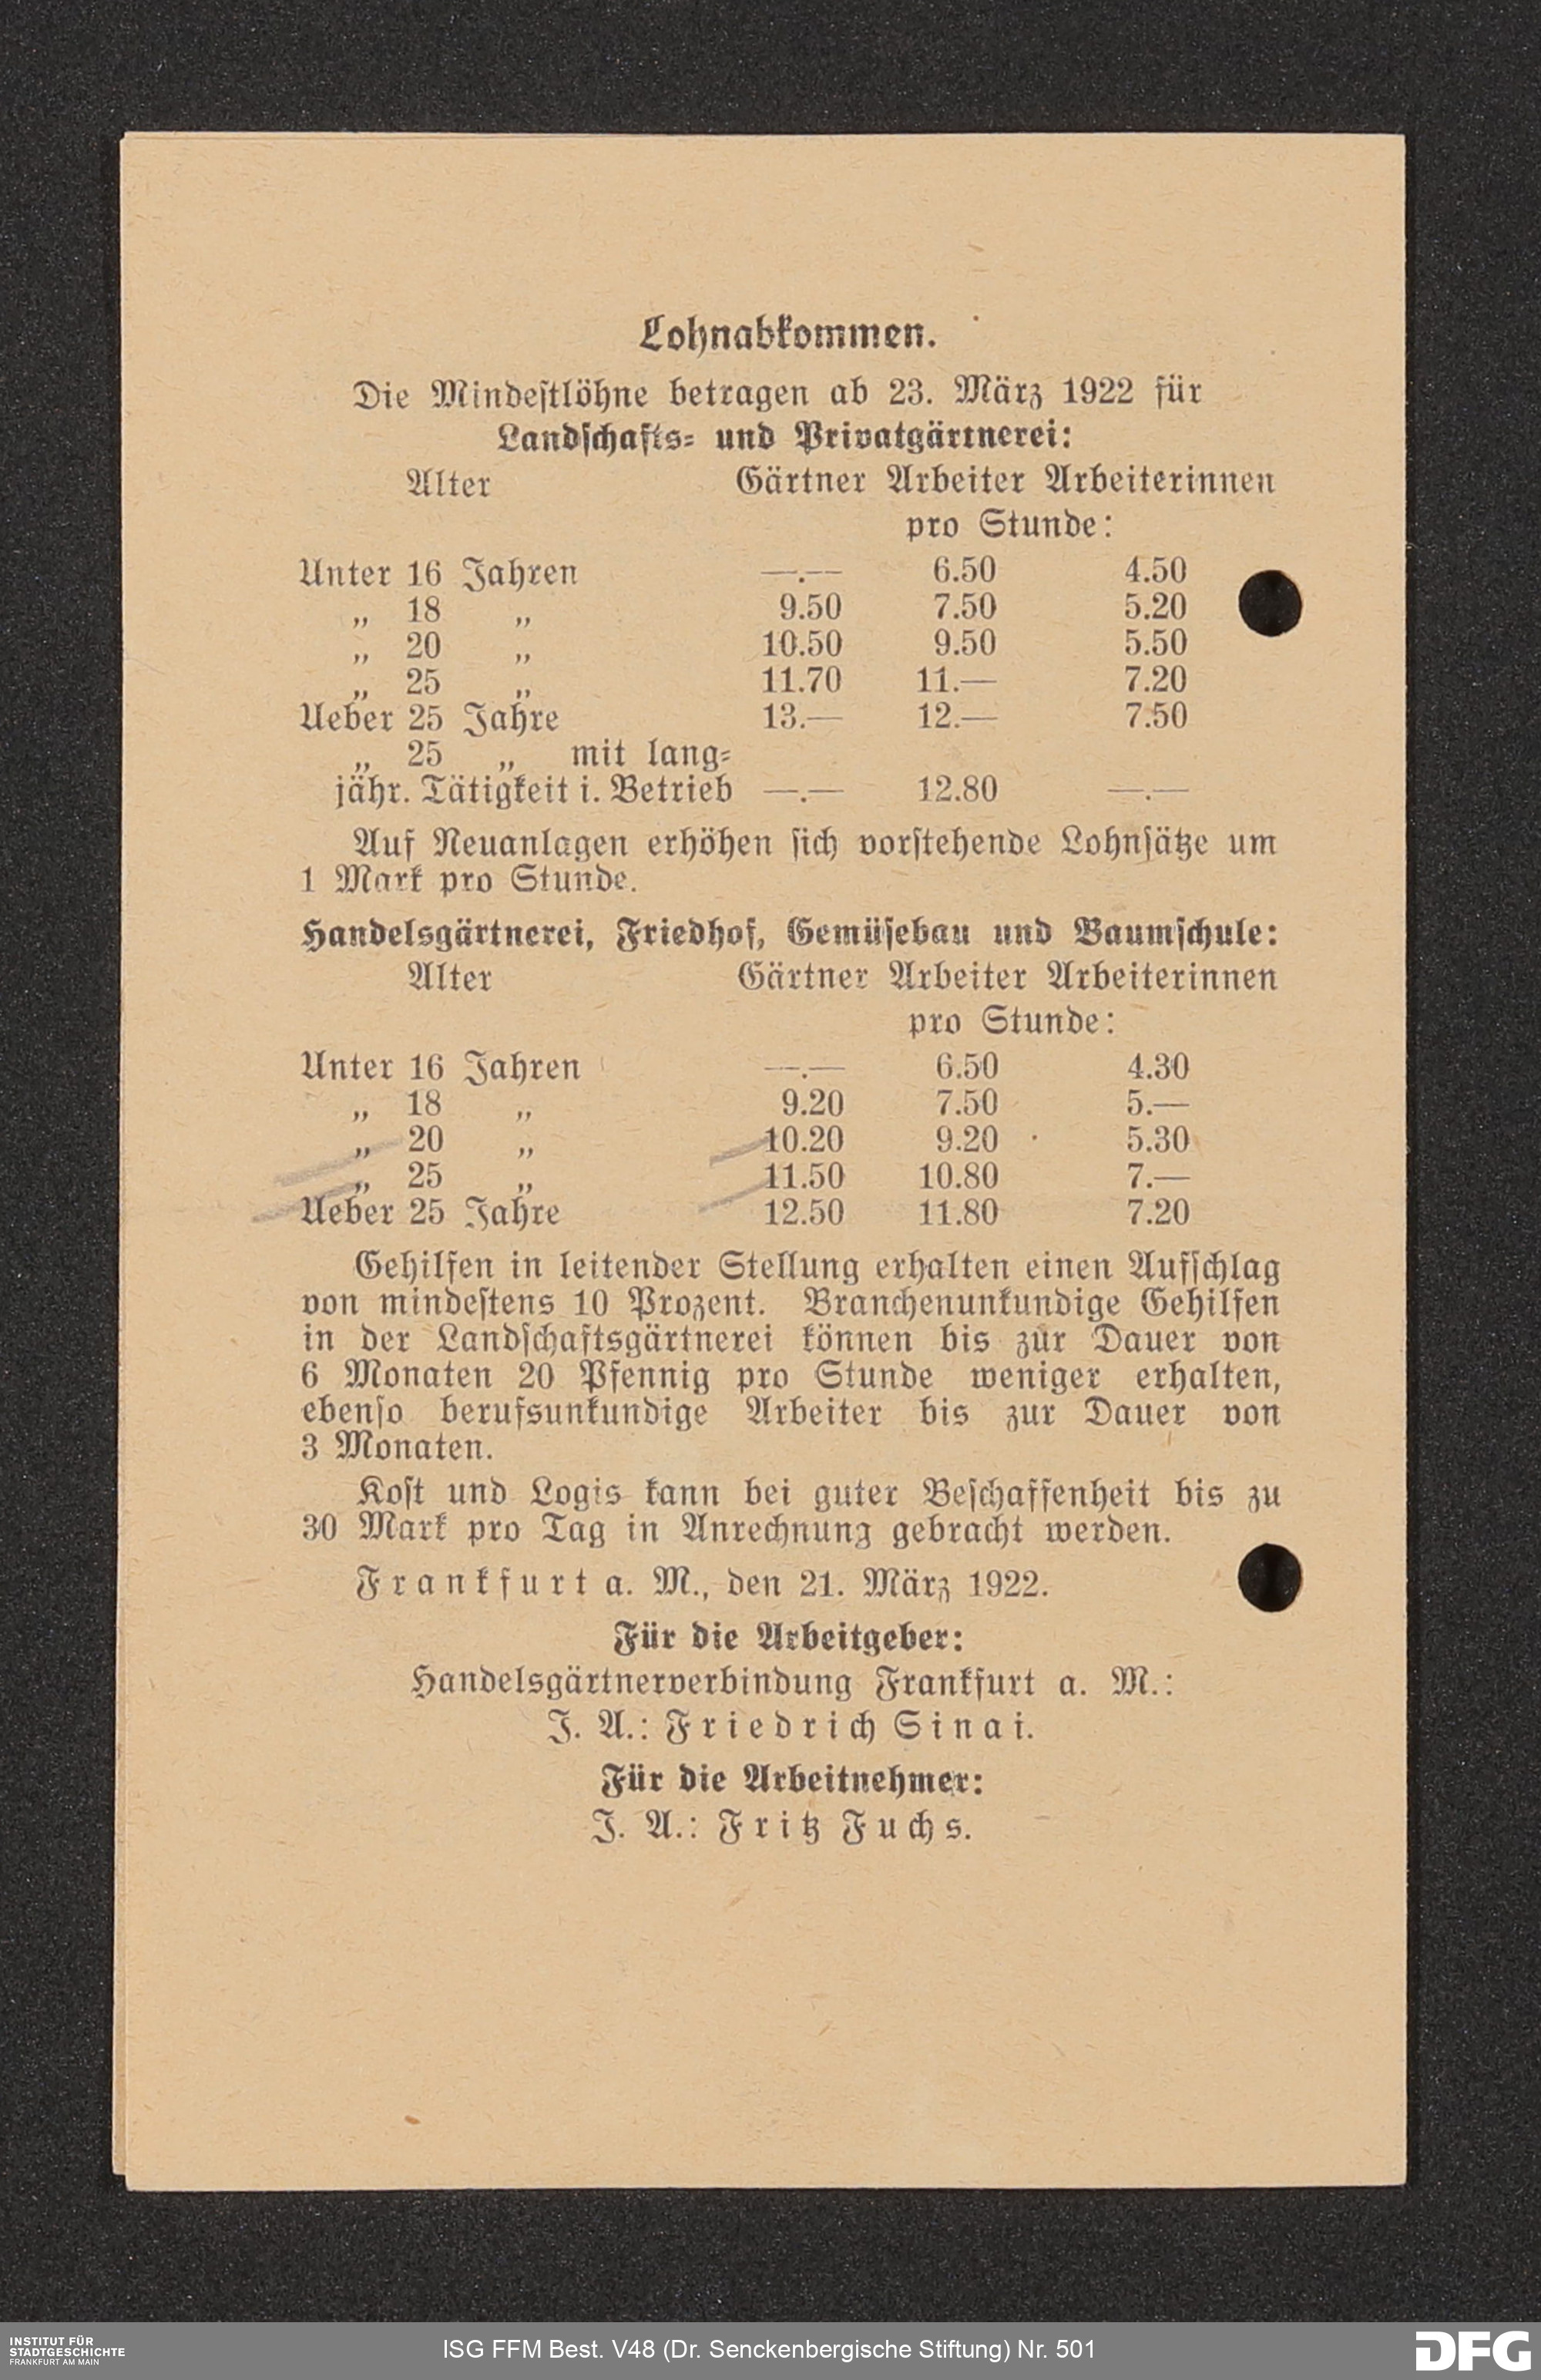 Lohnabkommen.
Die Mindestlöhne betragen ab 23. März 1922 für
Landschafts- und Privatgärtnerei:
Alter Gärtner Arbeiter Arbeiterinnen
pro Stunde:
Unter 16 Jahren —.— 6.50 4.50
„ 18 „ 9.50 7.50 5.20
„ 20 „ 10.50 9.50 5.50
„ 25 „ 11.70 11.— 7.20
Ueber 25 Jahre 13.— 12.— 7.50
„ 25 „ mit lang-
jähr. Tätigkeit i. Betrieb —.— 12.80 —.—
Auf Neuanlagen erhöhen sich vorstehende Lohnsätze um
1 Mark pro Stunde.
Handelsgärtnerei, Friedhof, Gemüsebau und Baumschule:
Alter Gärtner Arbeiter Arbeiterinnen
pro Stunde:
Unter 16 Jahren —.— 6.50 4.30
„ 18 „ 9.20 7.50 5.—
„ 20 „ 10.20 9.20 5.30
„ 25 „ 11.50 10.80 7.—
Ueber 25 Jahre 12.50 11.80 7.20
Gehilfen in leitender Stellung erhalten einen Aufschlag
von mindestens 10 Prozent. Branchenunkundige Gehilfen
in der Landschaftsgärtnerei können bis zur Dauer von
6 Monaten 20 Pfennig pro Stunde weniger erhalten,
ebenso berufsunkundige Arbeiter bis zur Dauer von
3 Monaten.
Kost und Logis kann bei guter Beschaffenheit bis zu
30 Mark pro Tag in Anrechnung gebracht werden.
Frankfurt a. M., den 21. März 1922.
Für die Arbeitgeber:
Handelsgärtnerverbindung Frankfurt a. M.:
J. A.: Friedrich Sinai.
Für die Arbeitnehmer:
J. A.: Fritz Fuchs.
INSTITUT FÜR
STADTGESCHICHTE
FRANKFURT AM MAIN
ISG FFM Best. V48 (Dr. Senckenbergische Stiftung) Nr. 501
DFG